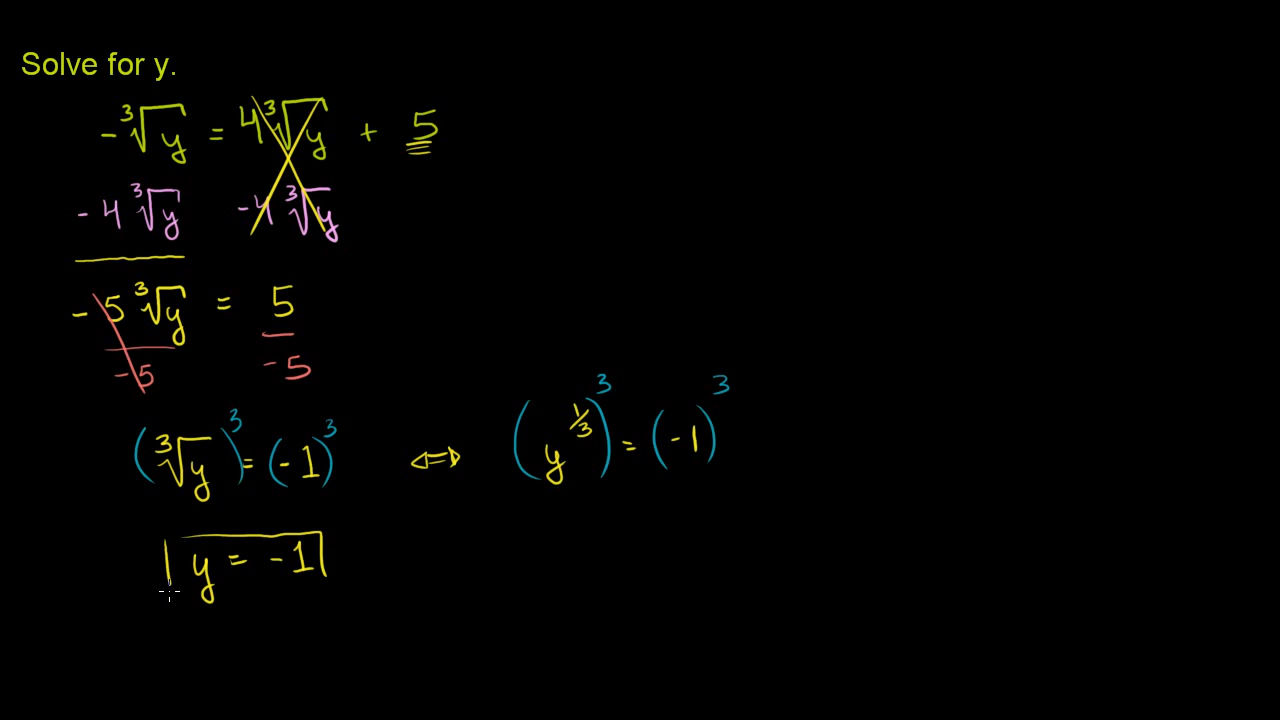 Solve for y.
-∛y = 4∛y + 5
-4∛y -4∛y
-5∛y = 5
-5 -5
(∛y)³ = (-1)³ ⇔ (y^⅓)³ = (-1)³
y = -1